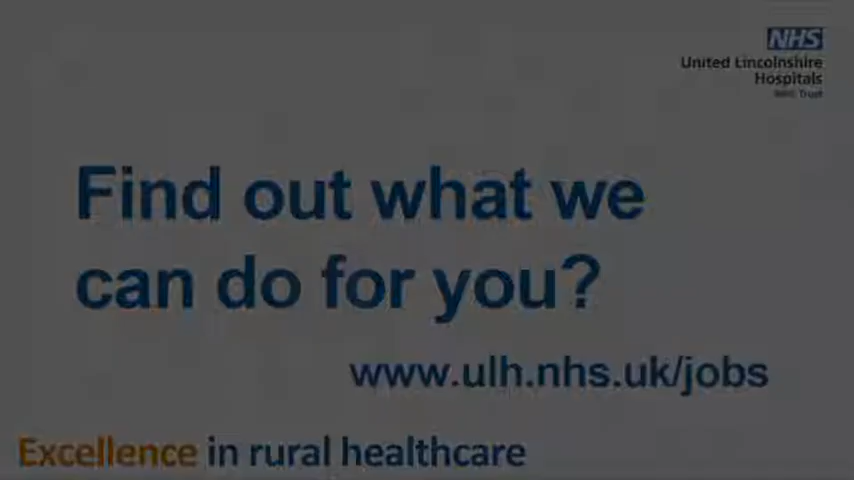 NHS
United Lincolnshire
Hospitals
NHS Trust
Find out what we
can do for you?
www.ulh.nhs.uk/jobs
Excellence in rural healthcare